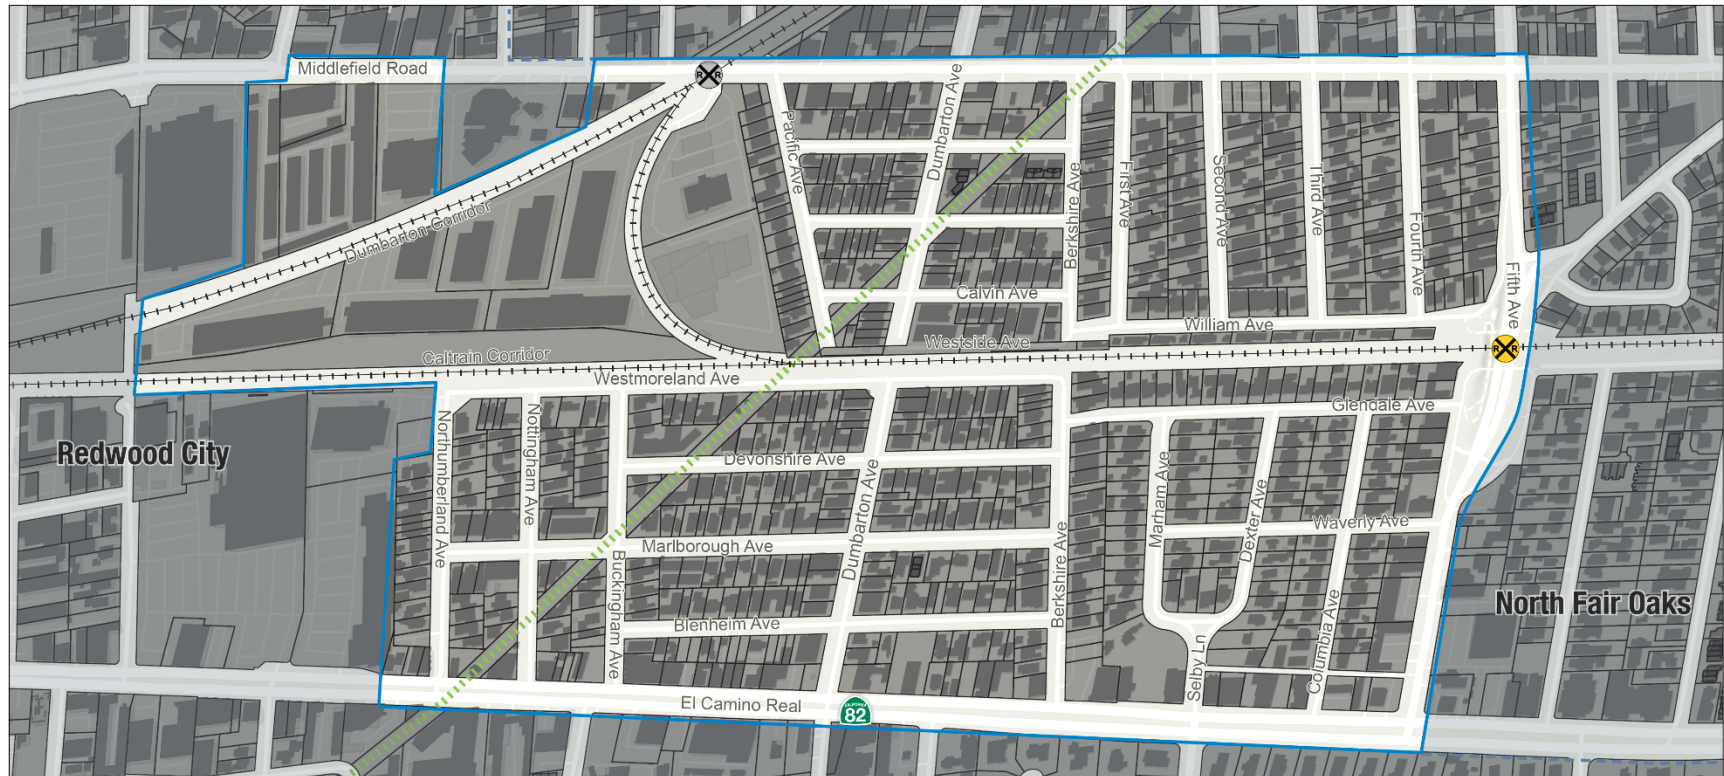 Middlefield Road
R R
Dumbarton Ave
Pacific Ave
Berkshire Ave
First Ave
Second Ave
Third Ave
Fourth Ave
Fifth Ave
Dumbarton Corridor
Calvin Ave
William Ave
Westside Ave
R R
Caltrain Corridor
Westmoreland Ave
Glendale Ave
Redwood City
Northumberland Ave
Nottingham Ave
Devonshire Ave
Dumbarton Ave
Marham Ave
Dexter Ave
Waverly Ave
Marlborough Ave
Buckingham Ave
Berkshire Ave
Blenheim Ave
Columbia Ave
North Fair Oaks
Selby Ln
El Camino Real
CALIFORNIA
82